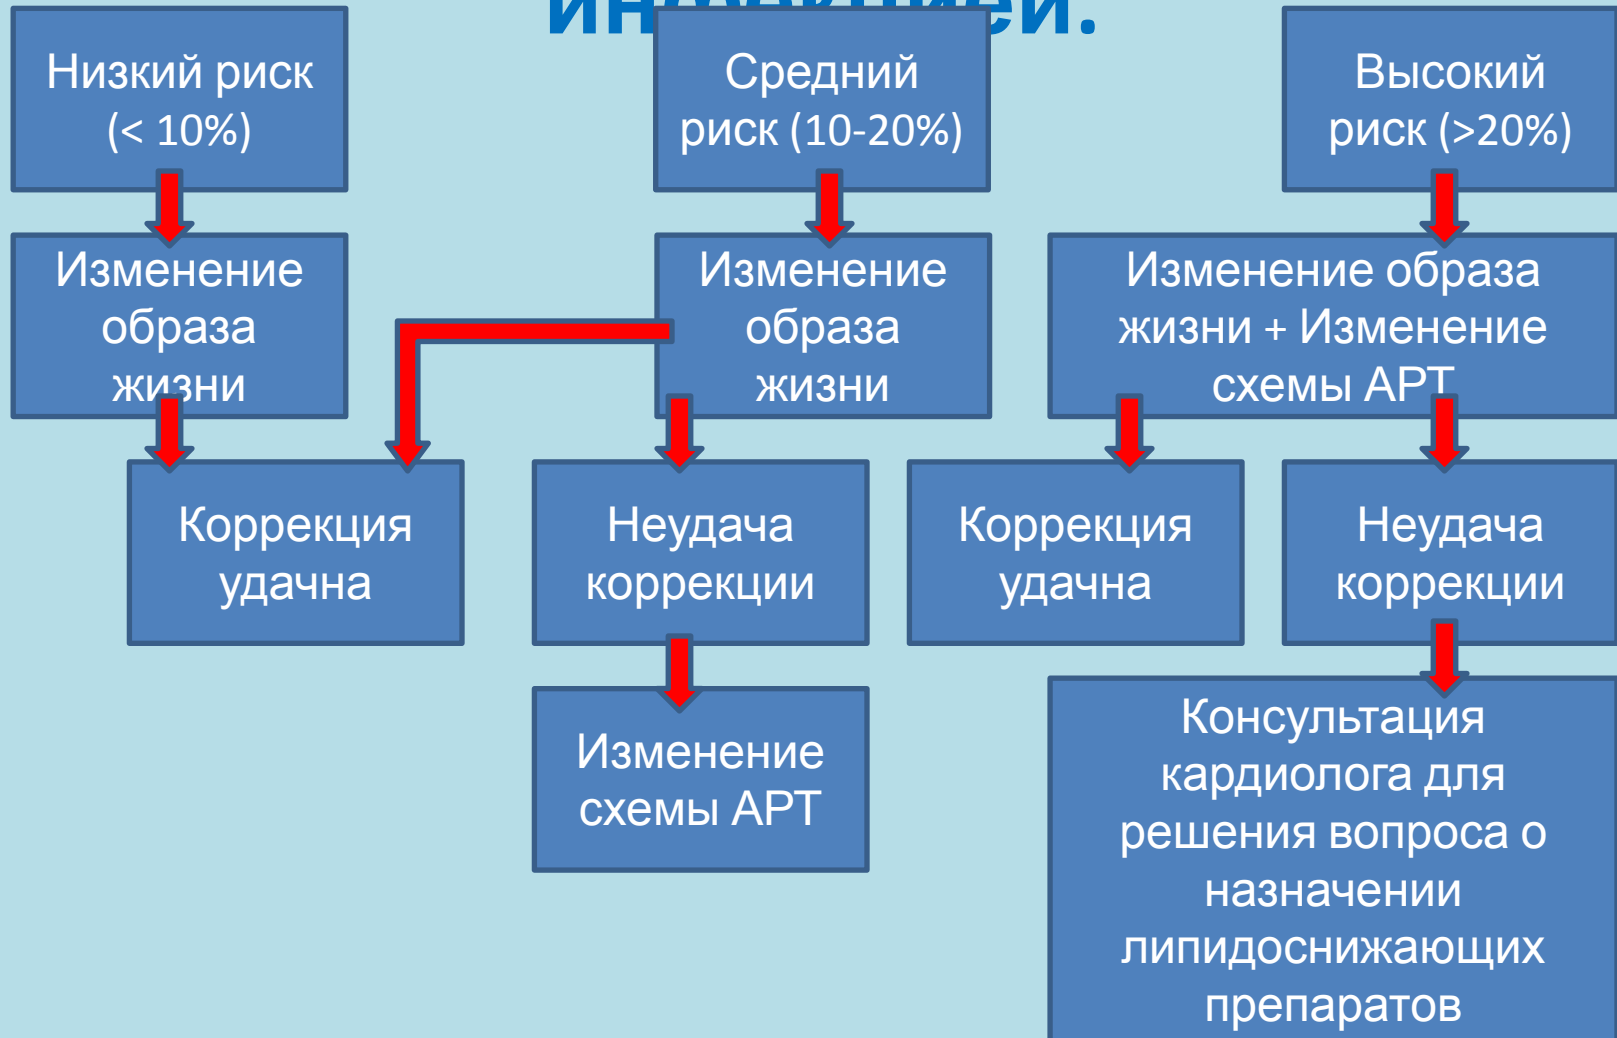 инфекцией.
Низкий риск
(< 10%)
Средний
риск (10-20%)
Высокий
риск (>20%)
Изменение
образа
жизни
Изменение
образа
жизни
Изменение образа
жизни + Изменение
схемы АРТ
Коррекция
удачна
Неудача
коррекции
Коррекция
удачна
Неудача
коррекции
Изменение
схемы АРТ
Консультация
кардиолога для
решения вопроса о
назначении
липидоснижающих
препаратов